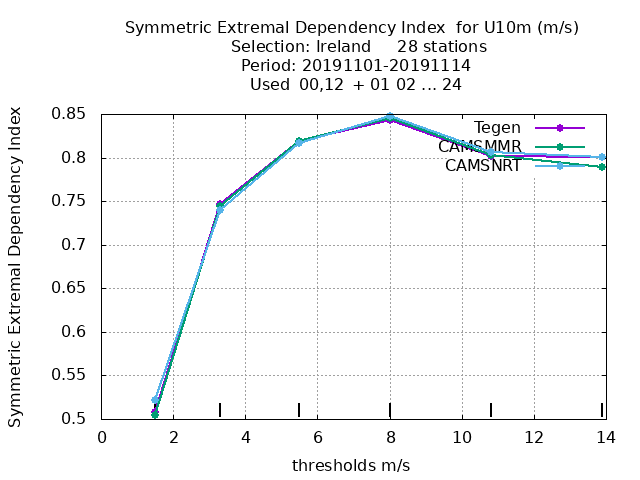 Symmetric Extremal Dependency Index for U10m (m/s)
Selection: Ireland 28 stations
Period: 20191101-20191114
Used 00,12 + 01 02 ... 24
Symmetric Extremal Dependency Index
0.85
0.8
0.75
0.7
0.65
0.6
0.55
0.5
Tegen
CAMSMMR
CAMSNRT
0 2 4 6 8 10 12 14
thresholds m/s